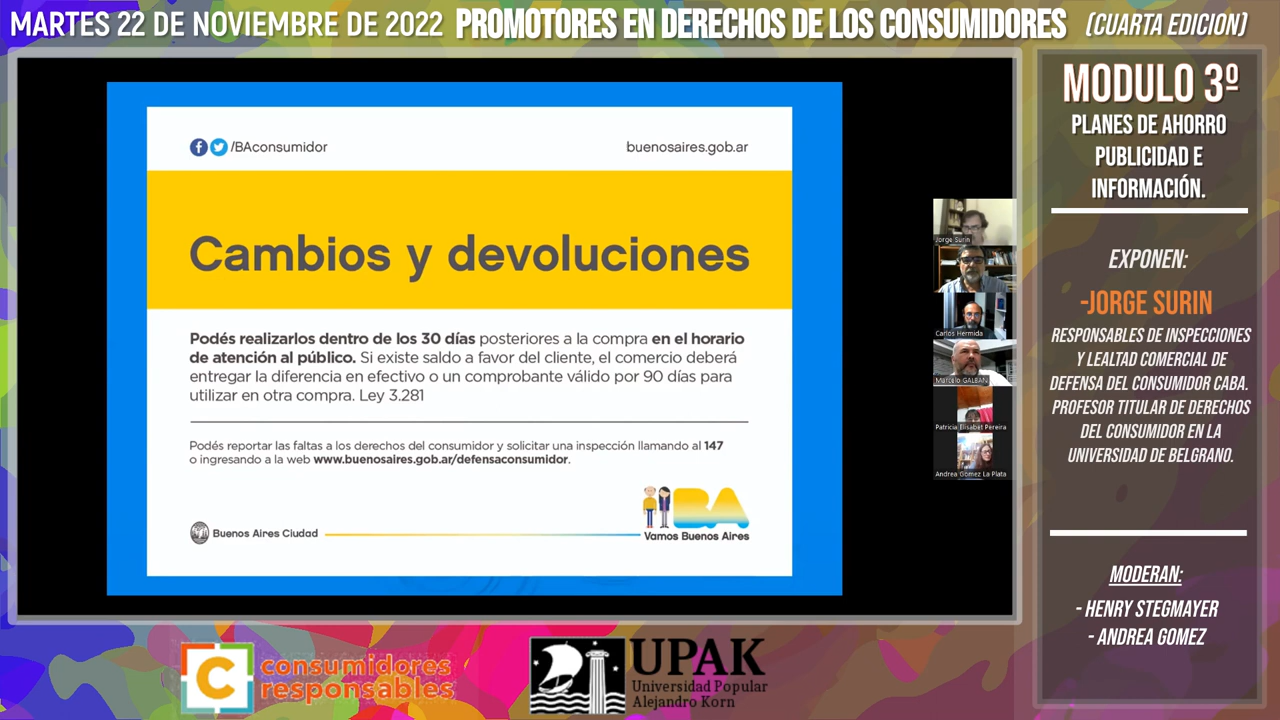 MARTES 22 DE NOVIEMBRE DE 2022 PROMOTORES EN DERECHOS DE LOS CONSUMIDORES (CUARTA EDICION)
/BAconsumidor
buenosaires.gob.ar
Cambios y devoluciones
Podés realizarlos dentro de los 30 días posteriores a la compra en el horario
de atención al público. Si existe saldo a favor del cliente, el comercio deberá
entregar la diferencia en efectivo o un comprobante válido por 90 días para
utilizar en otra compra. Ley 3.281
Podés reportar las faltas a los derechos del consumidor y solicitar una inspección llamando al 147
o ingresando a la web www.buenosaires.gob.ar/defensaconsumidor.
Buenos Aires Ciudad
BA
Vamos Buenos Aires
Jorge Surin
Carlos Hermida
Marcelo GALEAN
Patricia Elisabet Pereira
Andrea Gomez La Plata
MODULO 3º
PLANES DE AHORRO
PUBLICIDAD E
INFORMACIÓN.
EXPONEN:
-JORGE SURIN
RESPONSABLES DE INSPECCIONES
Y LEALTAD COMERCIAL DE
DEFENSA DEL CONSUMIDOR CABA.
PROFESOR TITULAR DE DERECHOS
DEL CONSUMIDOR EN LA
UNIVERSIDAD DE BELGRANO.
MODERAN:
- HENRY STEGMAYER
- ANDREA GOMEZ
C
consumidores
responsables
UPAK
Universidad Popular
Alejandro Korn